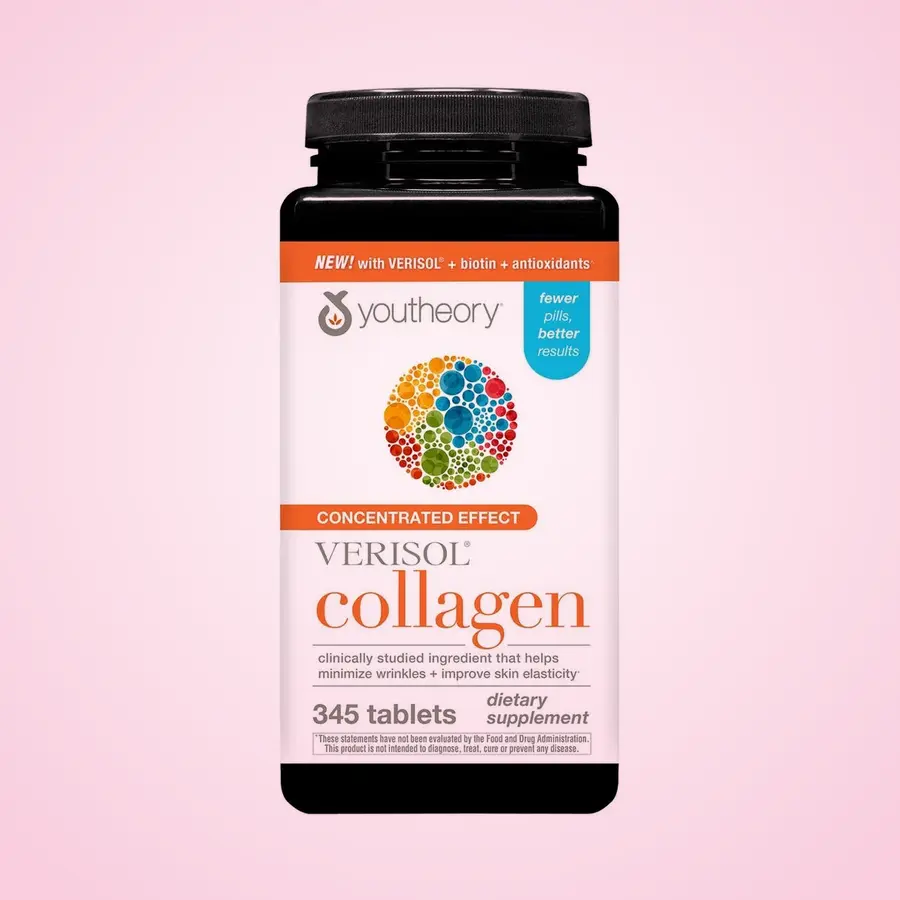 NEW! with VERISOL® + biotin + antioxidants*
youtheory®
fewer
pills,
better
results
CONCENTRATED EFFECT
VERISOL®
collagen
clinically studied ingredient that helps
minimize wrinkles + improve skin elasticity*
345 tablets
dietary
supplement
*These statements have not been evaluated by the Food and Drug Administration.
This product is not intended to diagnose, treat, cure or prevent any disease.